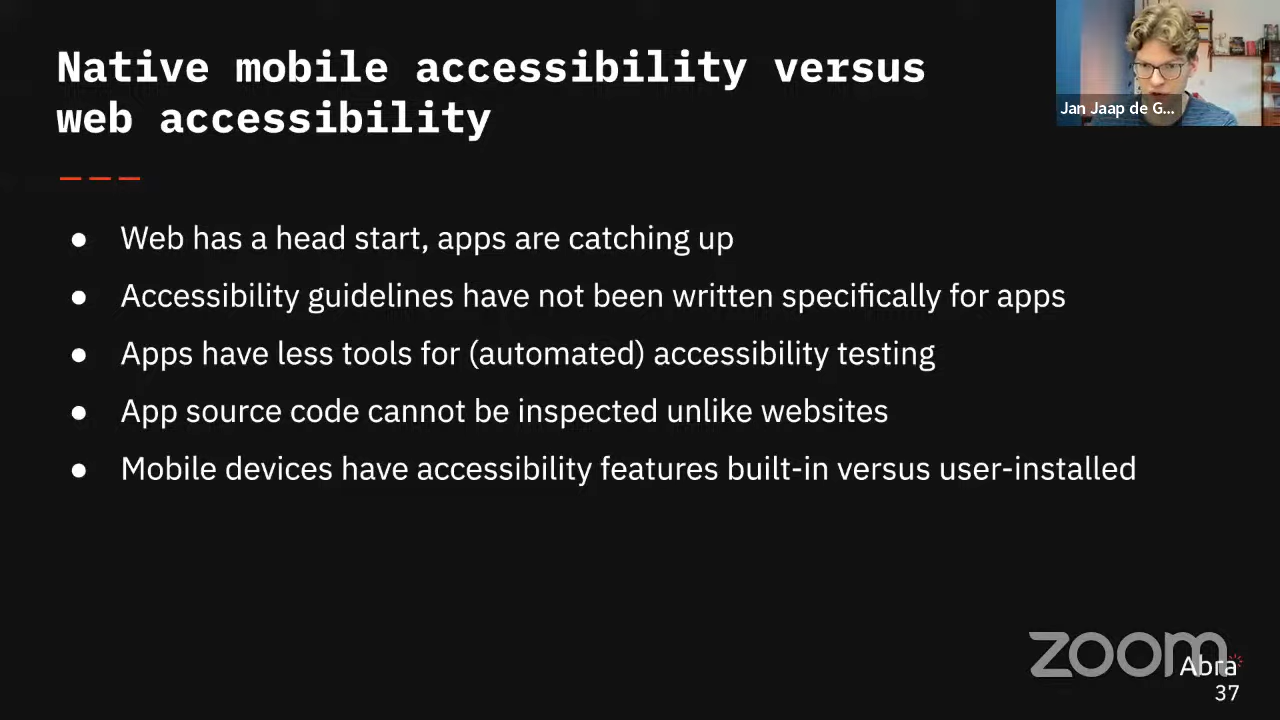 Native mobile accessibility versus
web accessibility
Jan Jaap de G...
● Web has a head start, apps are catching up
● Accessibility guidelines have not been written specifically for apps
● Apps have less tools for (automated) accessibility testing
● App source code cannot be inspected unlike websites
● Mobile devices have accessibility features built-in versus user-installed
zoom
Abra
37